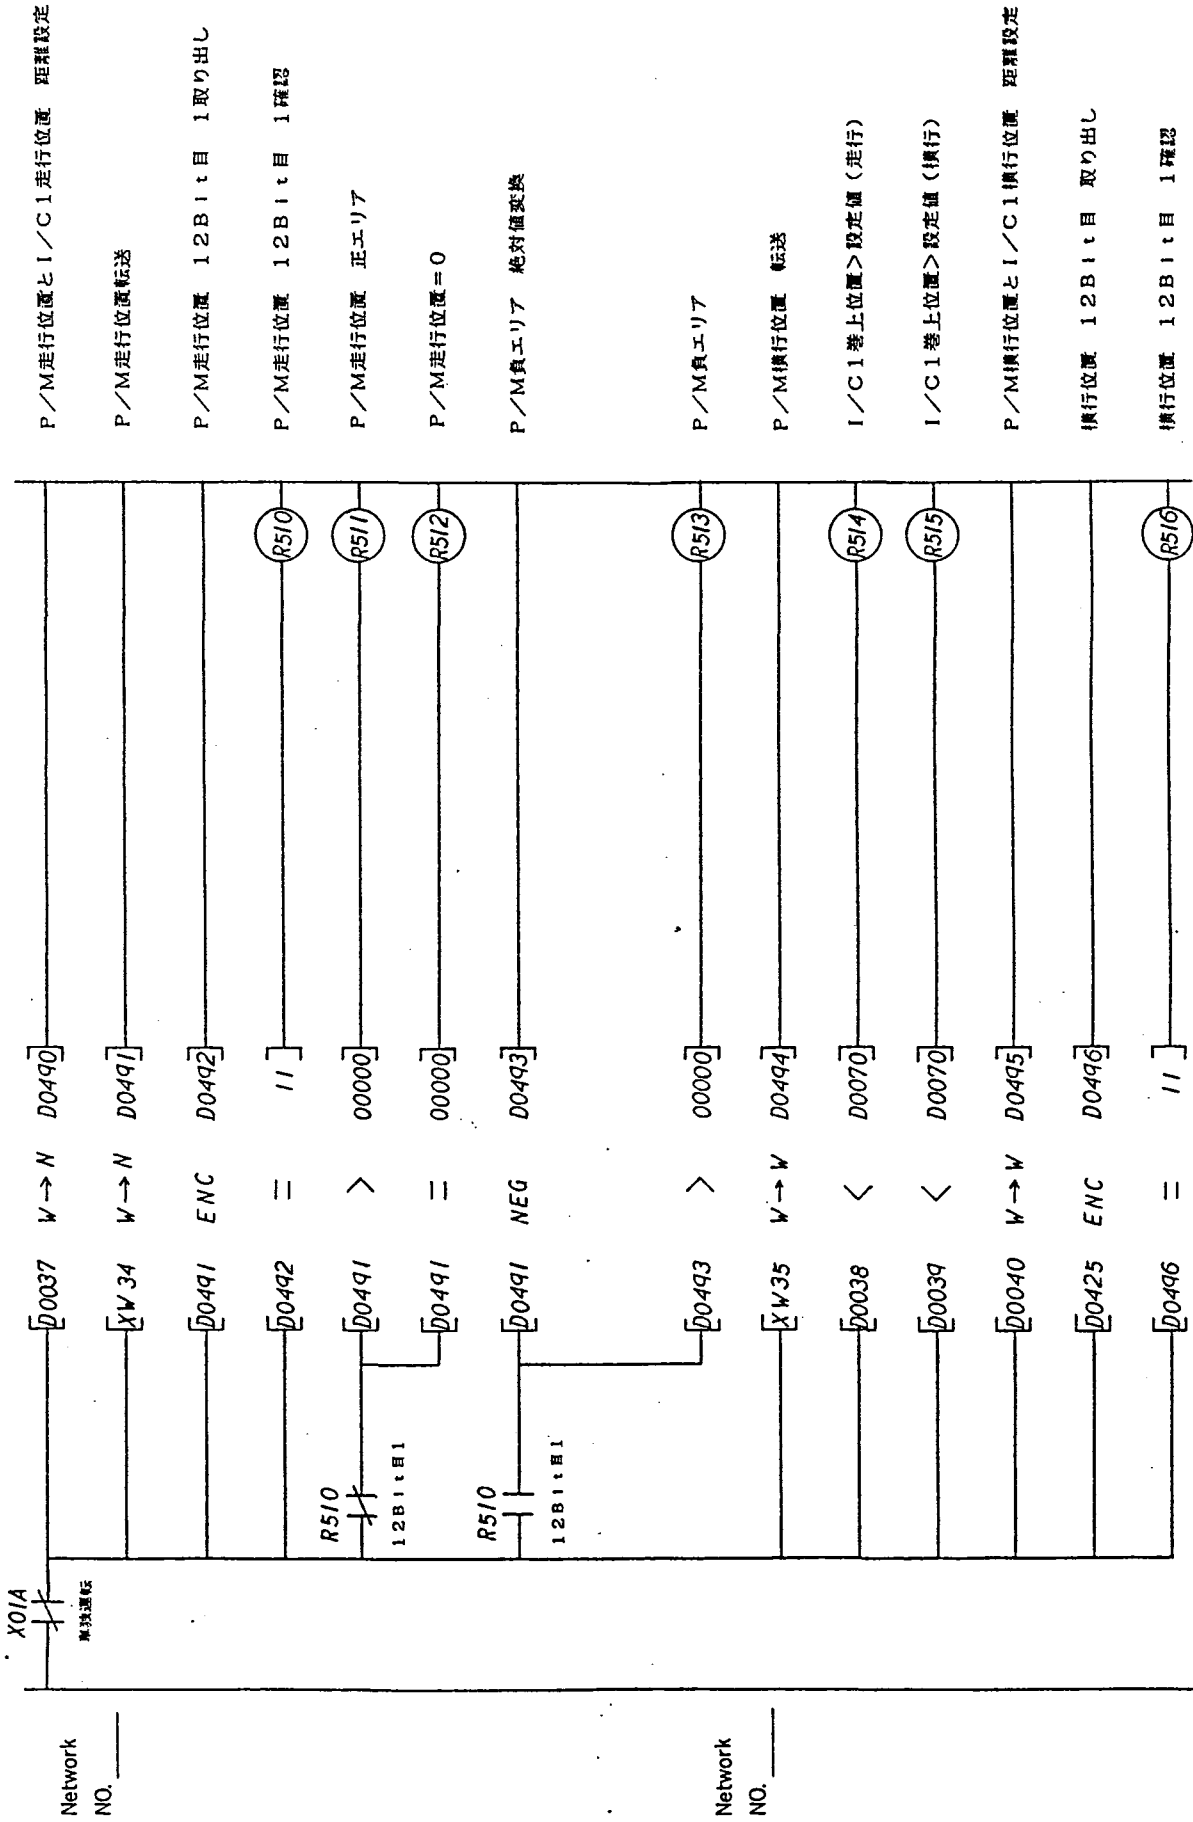 Network
NO.
X01A
単独運転
[D0037 W→N D0490] P/M走行位置とI/C1走行位置 距離設定
[XW34 W→N D0491] P/M走行位置転送
[D0491 ENC D0492] P/M走行位置 12Bit目 1取り出し
[D0492 = 11] R510 P/M走行位置 12Bit目 1確認
R510
12Bit目1
[D0491 > 00000] R511 P/M走行位置 正エリア
[D0491 = 00000] R512 P/M走行位置=0
R510
12Bit目1
[D0491 NEG D0493] P/M負エリア 絶対値変換
[D0493 > 00000] R513 P/M負エリア
Network
NO.
[XW35 W→W D0494] P/M横行位置 転送
[D0038 < D0070] R514 I/C1巻上位置>設定値(走行)
[D0039 < D0070] R515 I/C1巻上位置>設定値(横行)
[D0040 W→W D0495] P/M横行位置とI/C1横行位置 距離設定
[D0425 ENC D0496] 横行位置 12Bit目 取り出し
[D0496 = 11] R516 横行位置 12Bit目 1確認